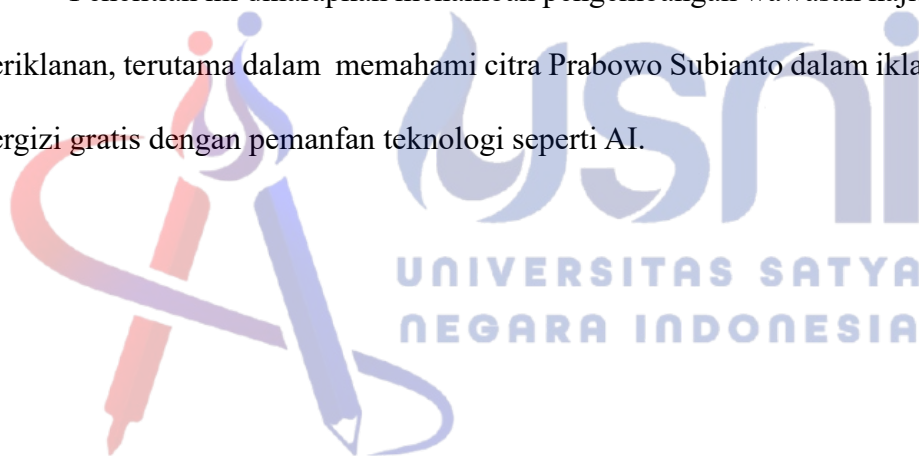 eriklanan, terutama dalam memahami citra Prabowo Subianto dalam ikla
ergizi gratis dengan pemanfan teknologi seperti AI.
usni
UNIVERSITAS SATYA
NEGARA INDONESIA